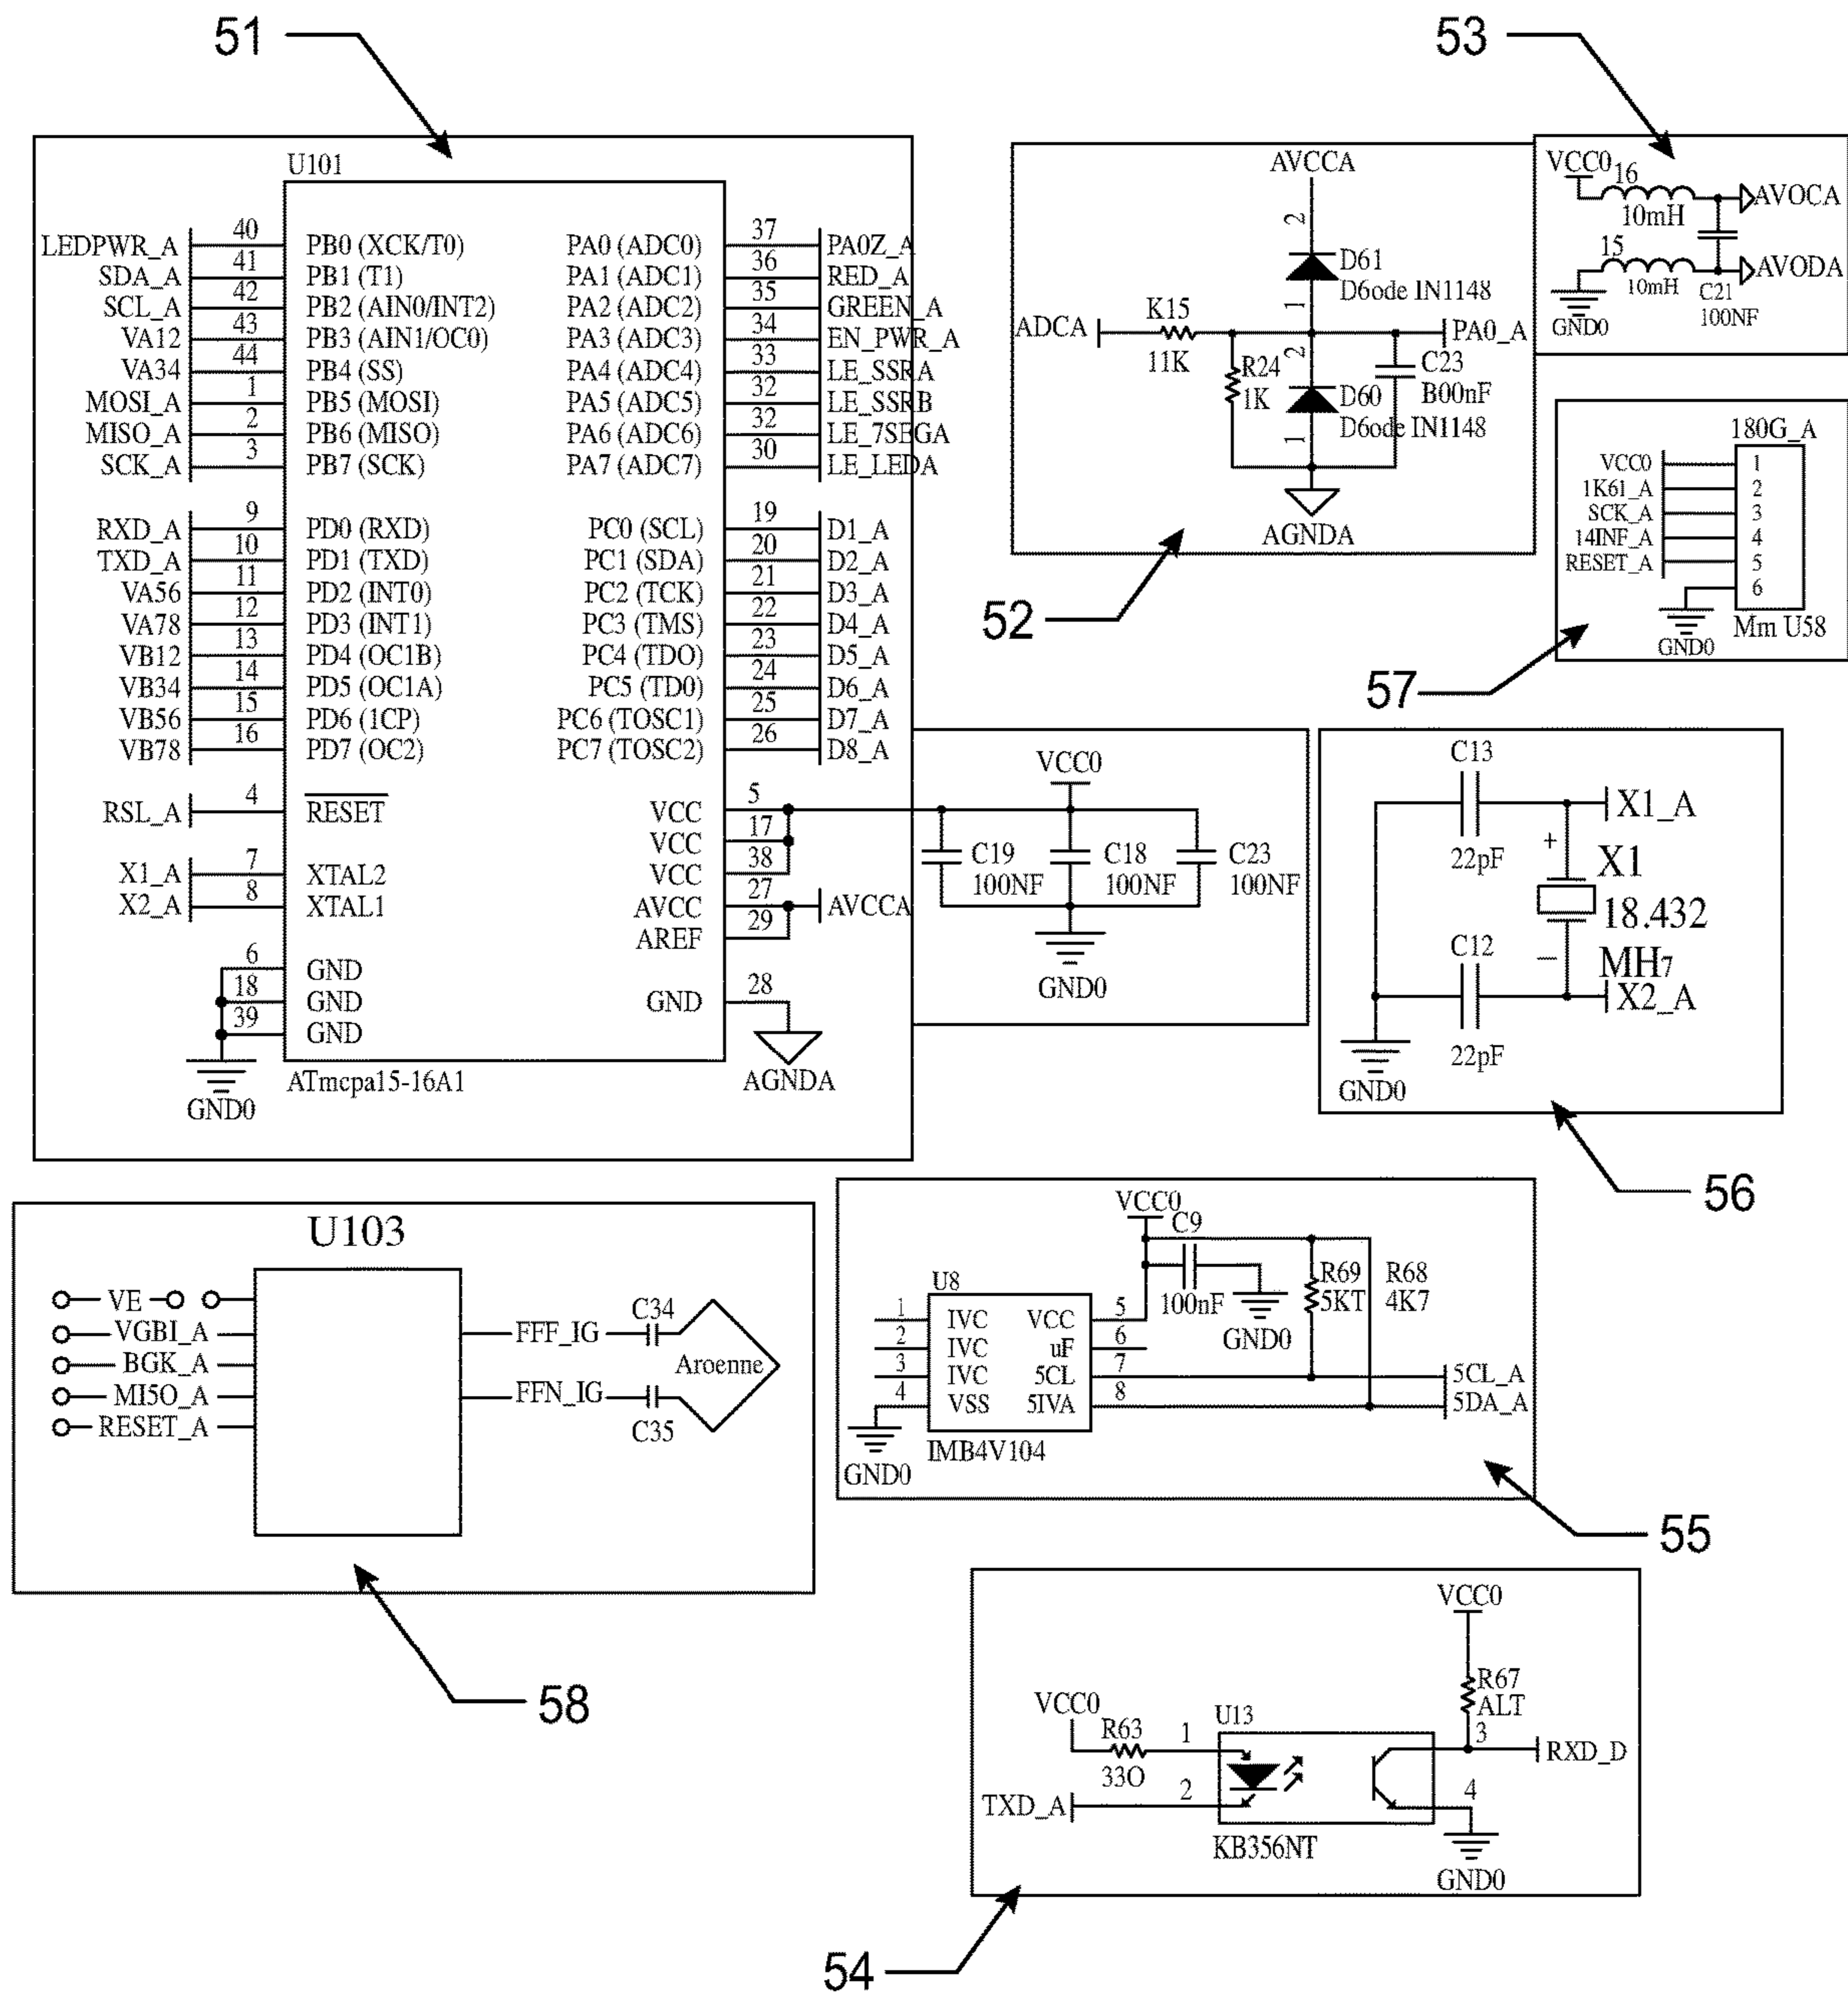 51
U101
LEDPWR_A 40 PB0 (XCK/T0) PA0 (ADC0) 37 PA0Z_A
SDA_A 41 PB1 (T1) PA1 (ADC1) 36 RED_A
SCL_A 42 PB2 (AIN0/INT2) PA2 (ADC2) 35 GREEN_A
VA12 43 PB3 (AIN1/OC0) PA3 (ADC3) 34 EN_PWR_A
VA34 44 PB4 (SS) PA4 (ADC4) 33 LE_SSRA
MOSI_A 1 PB5 (MOSI) PA5 (ADC5) 32 LE_SSRB
MISO_A 2 PB6 (MISO) PA6 (ADC6) 32 LE_7SEGA
SCK_A 3 PB7 (SCK) PA7 (ADC7) 30 LE_LEDA
RXD_A 9 PD0 (RXD) PC0 (SCL) 19 D1_A
TXD_A 10 PD1 (TXD) PC1 (SDA) 20 D2_A
VA56 11 PD2 (INT0) PC2 (TCK) 21 D3_A
VA78 12 PD3 (INT1) PC3 (TMS) 22 D4_A
VB12 13 PD4 (OC1B) PC4 (TDO) 23 D5_A
VB34 14 PD5 (OC1A) PC5 (TD0) 24 D6_A
VB56 15 PD6 (1CP) PC6 (TOSC1) 25 D7_A
VB78 16 PD7 (OC2) PC7 (TOSC2) 26 D8_A
RSL_A 4 RESET VCC 5
VCC 17
X1_A 7 XTAL2 VCC 38
X2_A 8 XTAL1 AVCC 27 AVCCA
AREF 29
6 GND
18 GND GND 28
39 GND
GND0
ATmcpa15-16A1
AGNDA
VCC0
C19 C18 C23
100NF 100NF 100NF
GND0
52
AVCCA
2
D61
D6ode IN1148
1
ADCA K15 PA0_A
11K
R24
1K
2
D60
D6ode IN1148
1
C23
B00nF
AGNDA
53
VCC0 16 AVOCA
10mH
15 AVODA
10mH
C21
100NF
GND0
57
180G_A
VCC0 1
1K61_A 2
SCK_A 3
14INF_A 4
RESET_A 5
6
GND0
Mm U58
56
C13 X1_A
22pF
+
X1
18.432
MH7
–
C12 X2_A
22pF
GND0
58
U103
VE
VGBI_A
BGK_A
MI5O_A
RESET_A
FFF_IG C34
Aroenne
FFN_IG C35
55
VCC0
C9
100nF
GND0
R69
5KT
R68
4K7
U8
1 IVC VCC 5
2 IVC uF 6
3 IVC 5CL 7 5CL_A
4 VSS 5IVA 8 5DA_A
GND0
IMB4V104
54
VCC0
R67
ALT
VCC0
R63
33O
U13
1 3 RXD_D
TXD_A 2 4
KB356NT
GND0